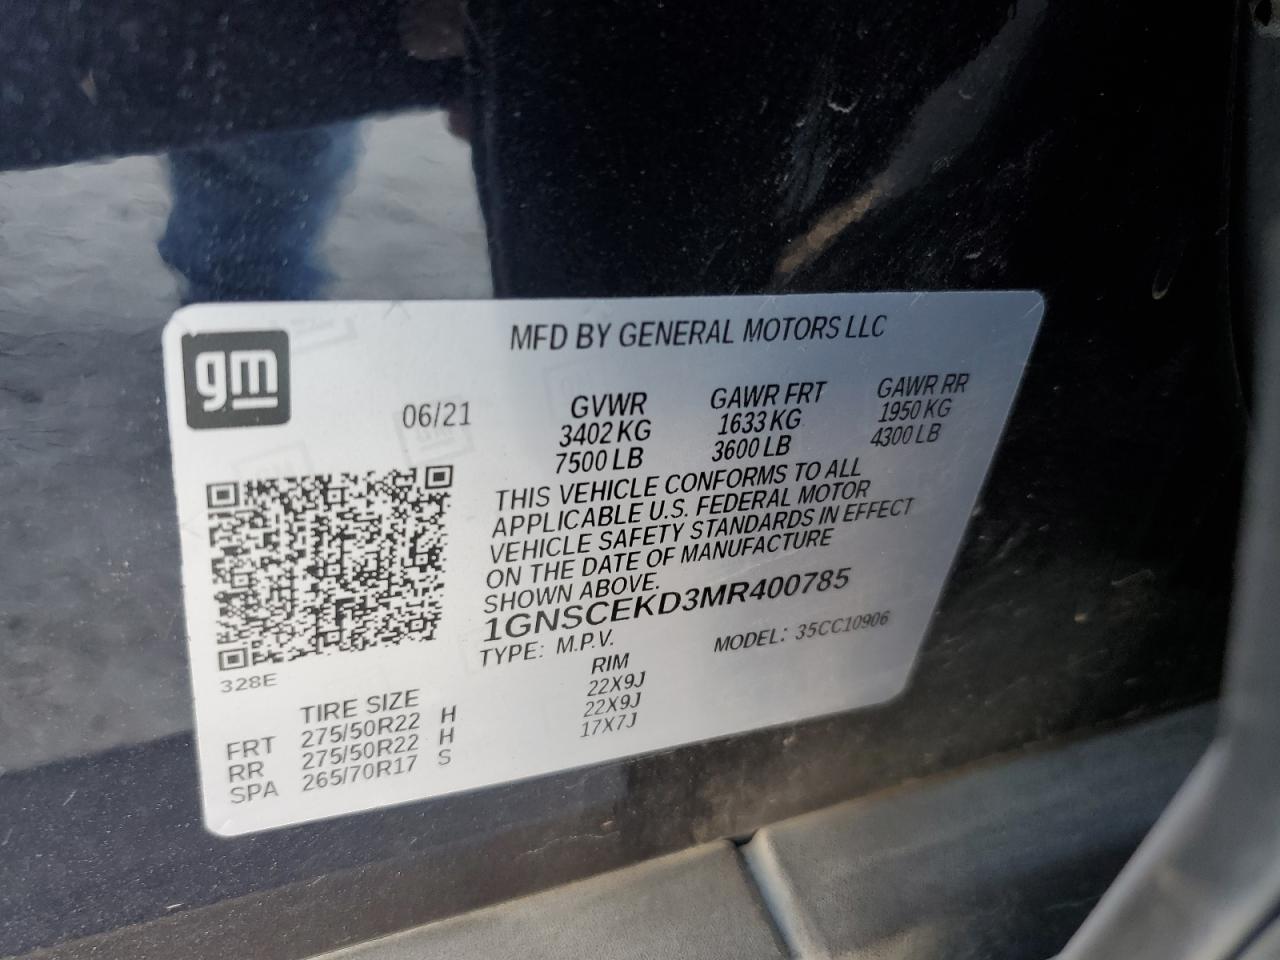 gm
MFD BY GENERAL MOTORS LLC
06/21
GVWR
3402 KG
7500 LB
GAWR FRT
1633 KG
3600 LB
GAWR RR
1950 KG
4300 LB
THIS VEHICLE CONFORMS TO ALL
APPLICABLE U.S. FEDERAL MOTOR
VEHICLE SAFETY STANDARDS IN EFFECT
ON THE DATE OF MANUFACTURE
SHOWN ABOVE.
1GNSCEKD3MR400785
TYPE: M.P.V. MODEL: 35CC10906
328E
TIRE SIZE RIM
FRT 275/50R22 H 22X9J
RR 275/50R22 H 22X9J
SPA 265/70R17 S 17X7J